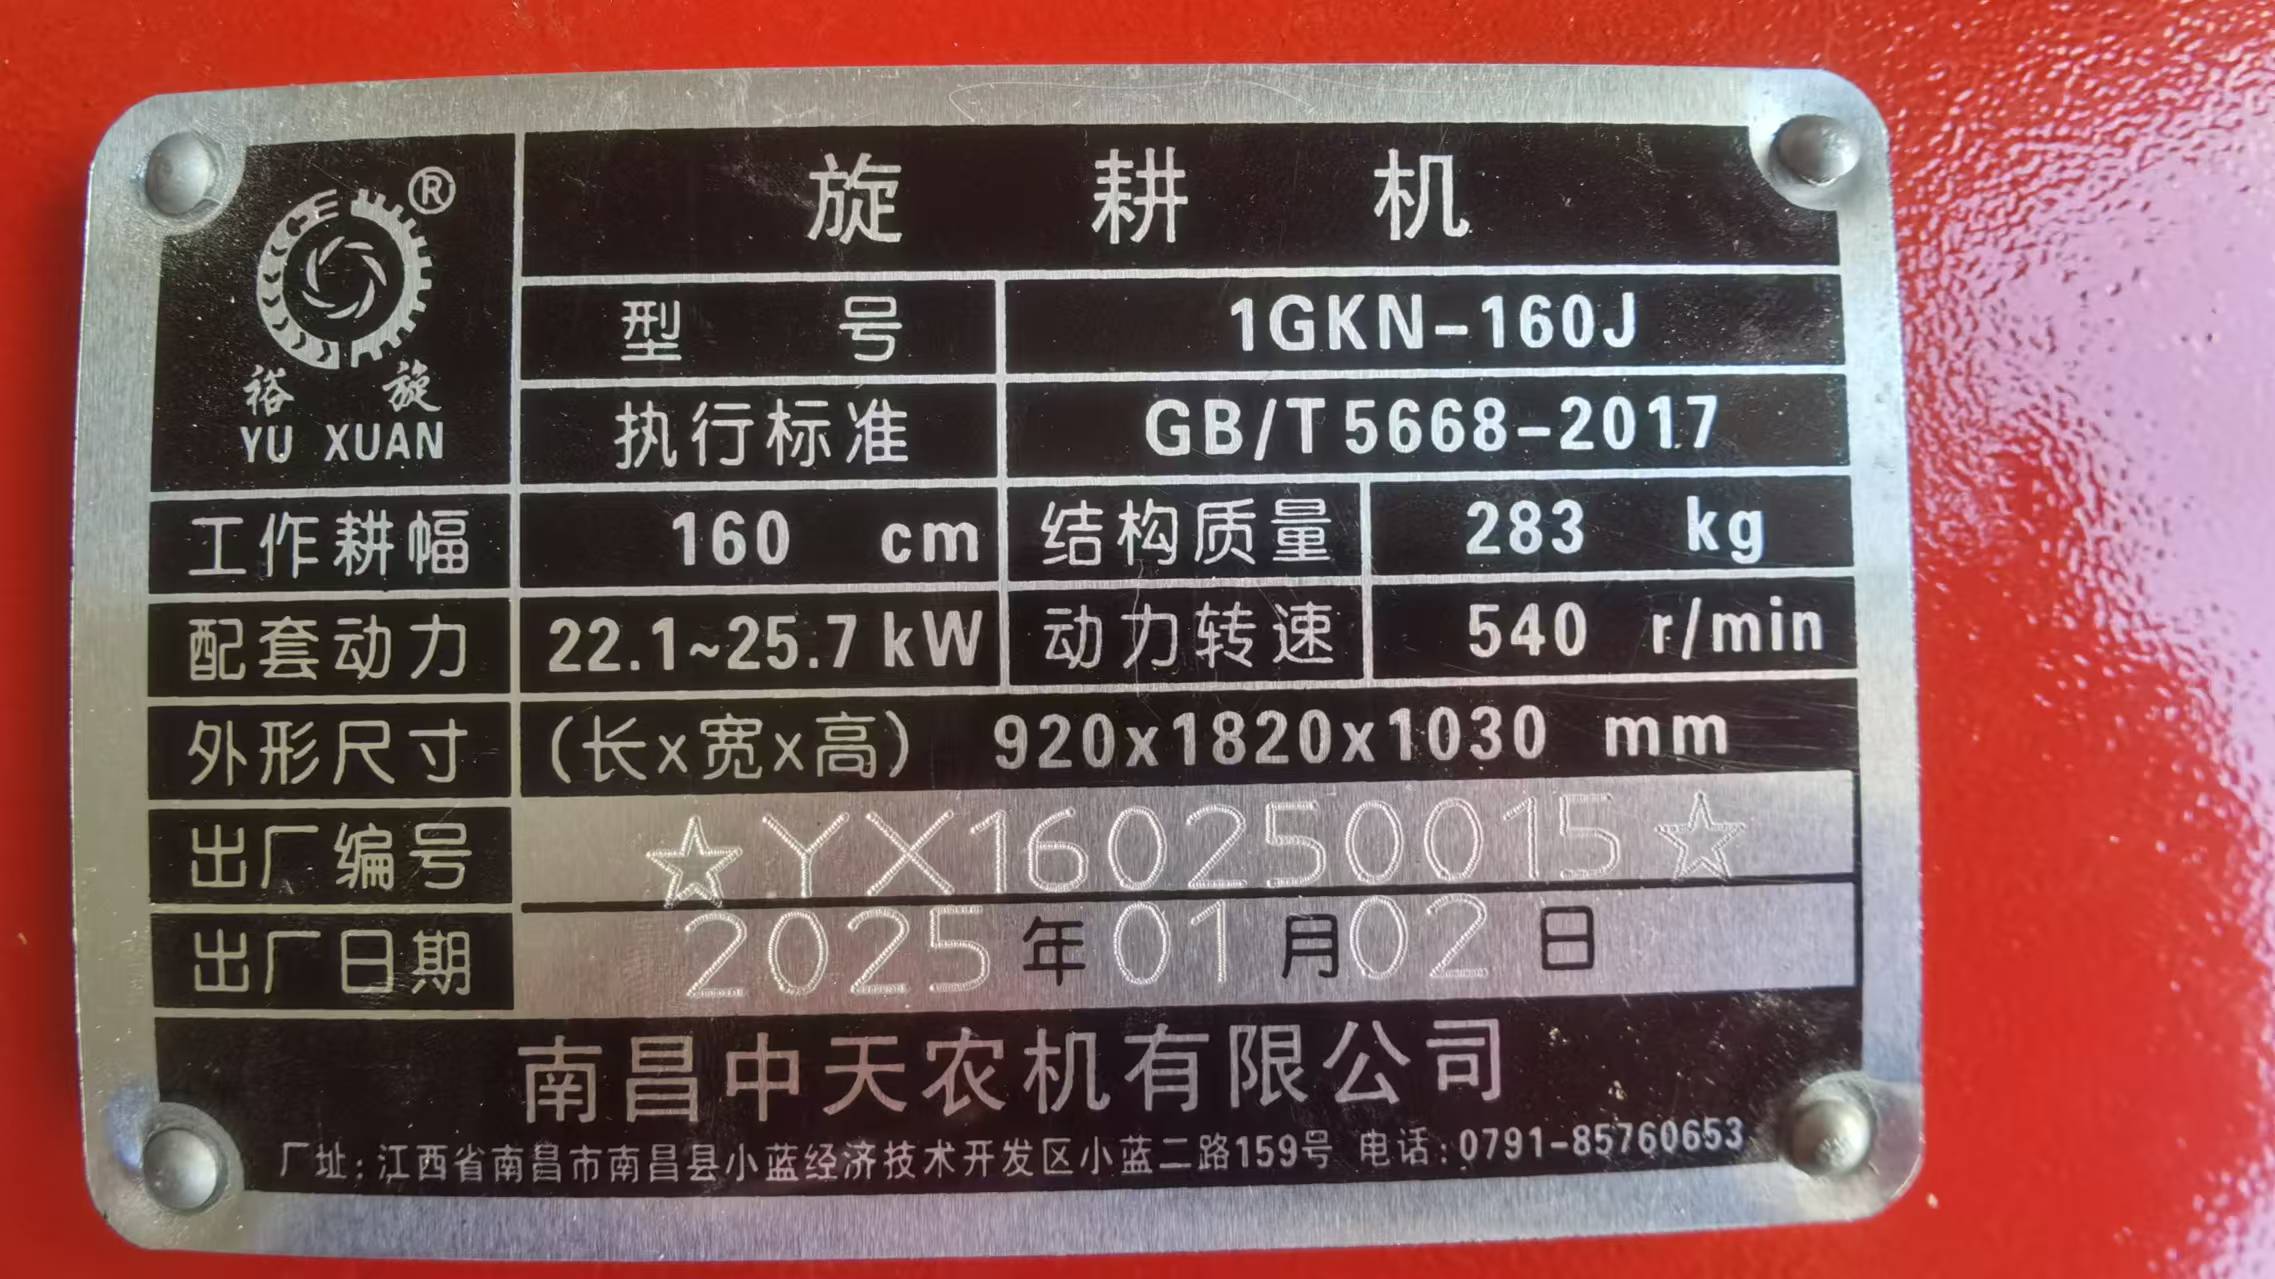 旋耕机
®
裕旋
YU XUAN
型号 1GKN-160J
执行标准 GB/T5668-2017
工作耕幅 160 cm 结构质量 283 kg
配套动力 22.1~25.7kW 动力转速 540 r/min
外形尺寸 (长x宽x高) 920x1820x1030 mm
出厂编号 ☆YX160250015☆
出厂日期 2025年01月02日
南昌中天农机有限公司
厂址:江西省南昌市南昌县小蓝经济技术开发区小蓝二路159号 电话:0791-85760653